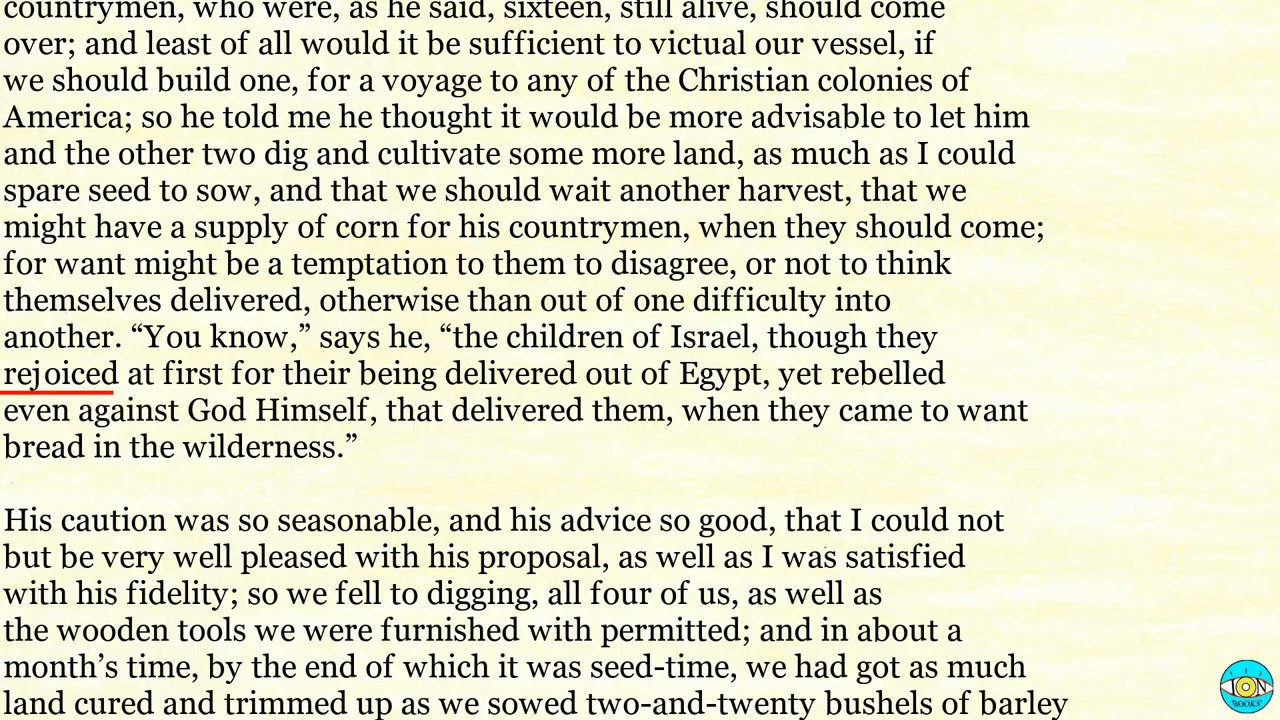 countrymen, who were, as he said, sixteen, still alive, should come
over; and least of all would it be sufficient to victual our vessel, if
we should build one, for a voyage to any of the Christian colonies of
America; so he told me he thought it would be more advisable to let him
and the other two dig and cultivate some more land, as much as I could
spare seed to sow, and that we should wait another harvest, that we
might have a supply of corn for his countrymen, when they should come;
for want might be a temptation to them to disagree, or not to think
themselves delivered, otherwise than out of one difficulty into
another. “You know,” says he, “the children of Israel, though they
rejoiced at first for their being delivered out of Egypt, yet rebelled
even against God Himself, that delivered them, when they came to want
bread in the wilderness.”
His caution was so seasonable, and his advice so good, that I could not
but be very well pleased with his proposal, as well as I was satisfied
with his fidelity; so we fell to digging, all four of us, as well as
the wooden tools we were furnished with permitted; and in about a
month’s time, by the end of which it was seed-time, we had got as much
land cured and trimmed up as we sowed two-and-twenty bushels of barley
ION
BOOKS